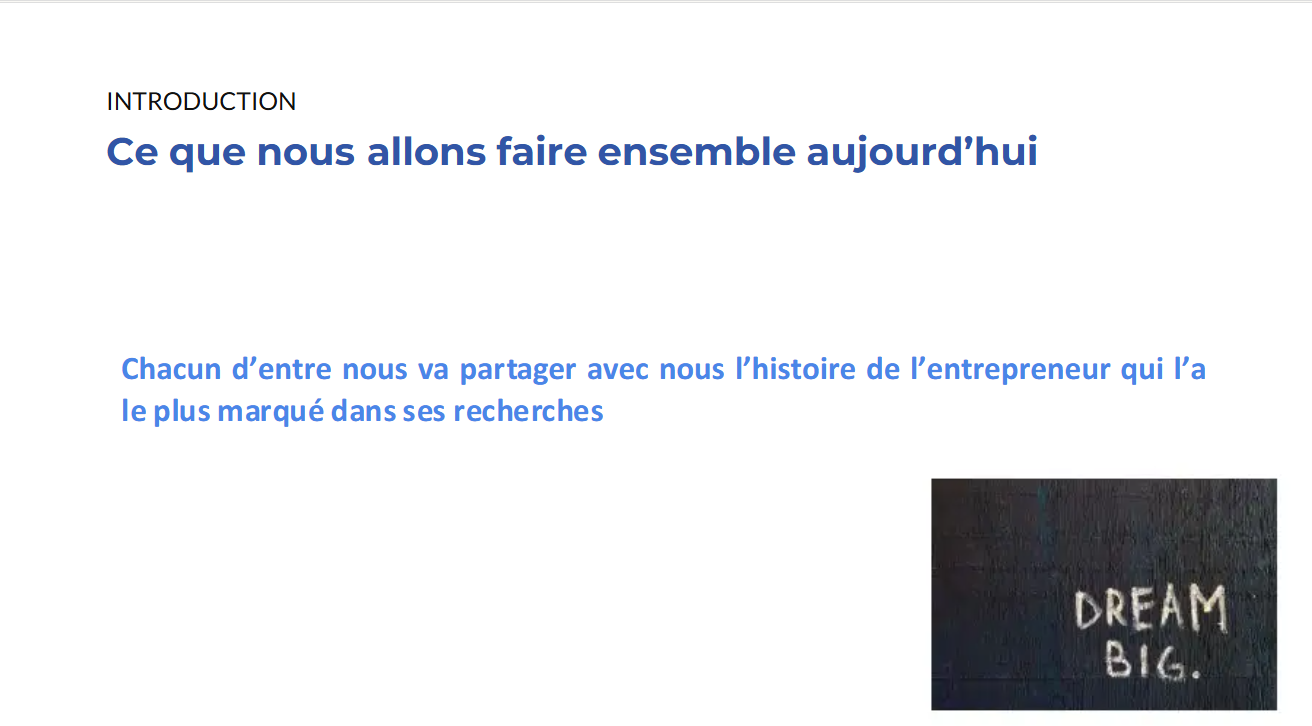 INTRODUCTION
Ce que nous allons faire ensemble aujourd’hui
Chacun d’entre nous va partager avec nous l’histoire de l’entrepreneur qui l’a
le plus marqué dans ses recherches
DREAM
BIG.